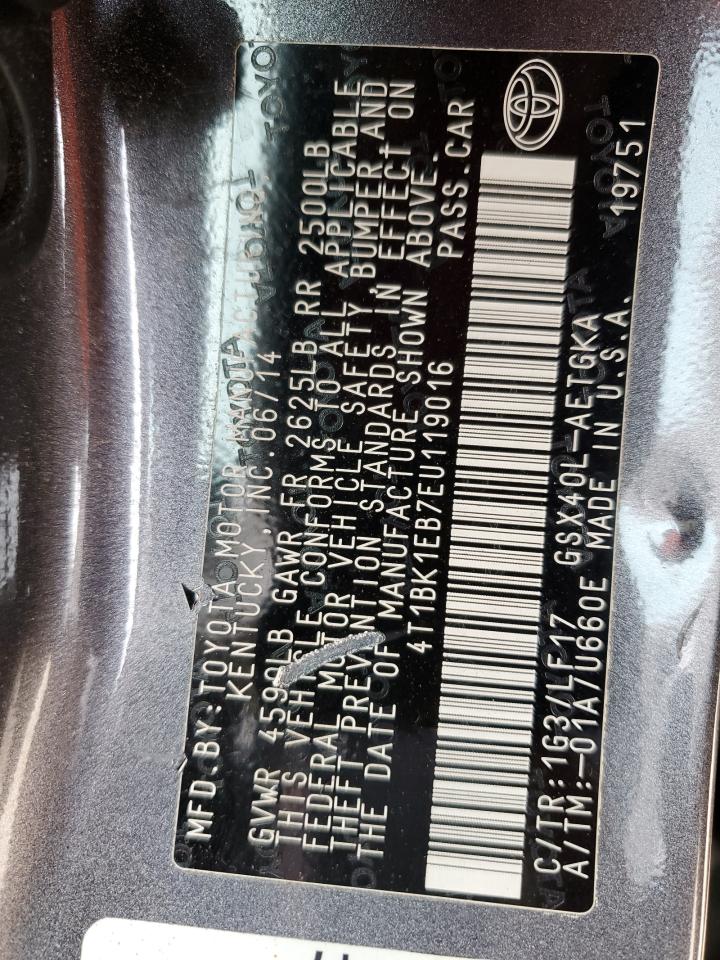 MFD.BY:TOYOTA MOTOR MANUFACTURING,
KENTUCKY,INC. 06/14
GVWR LB GAWR FR 2625LB RR 2500LB
THIS VEHICLE CONFORMS TO ALL APPLICABLE
FEDERAL MOTOR VEHICLE SAFETY,BUMPER AND
THEFT PREVENTION STANDARDS IN EFFECT ON
THE DATE OF MANUFACTURE SHOWN ABOVE.
4T1BK1EB7EU119016 PASS.CAR
C/TR:1G3/LF17 GSX40L-AETGKA
A/TM:-01A/U660E MADE IN U.S.A. 19751